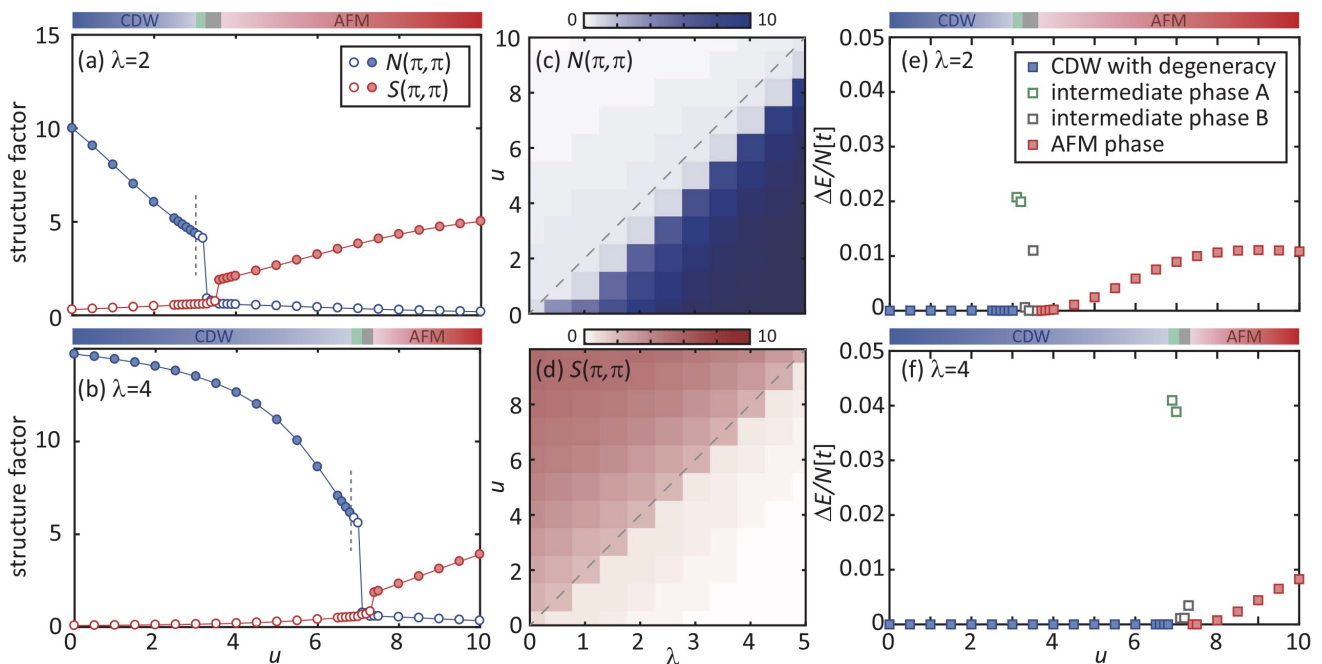 CDW AFM
15
(a) λ=2
N(π,π)
S(π,π)
10
structure factor
5
0
CDW AFM
(b) λ=4
10
structure factor
5
0
0 2 4 6 8 10
u
0 10
10
(c) N(π,π)
8
6
u
4
2
0
0 10
(d) S(π,π)
8
6
u
4
2
0
0 1 2 3 4 5
λ
CDW AFM
0.05
(e) λ=2
CDW with degeneracy
intermediate phase A
intermediate phase B
AFM phase
0.04
0.03
ΔE/N[t]
0.02
0.01
0
CDW AFM
0.05
(f) λ=4
0.04
0.03
ΔE/N[t]
0.02
0.01
0
0 2 4 6 8 10
u